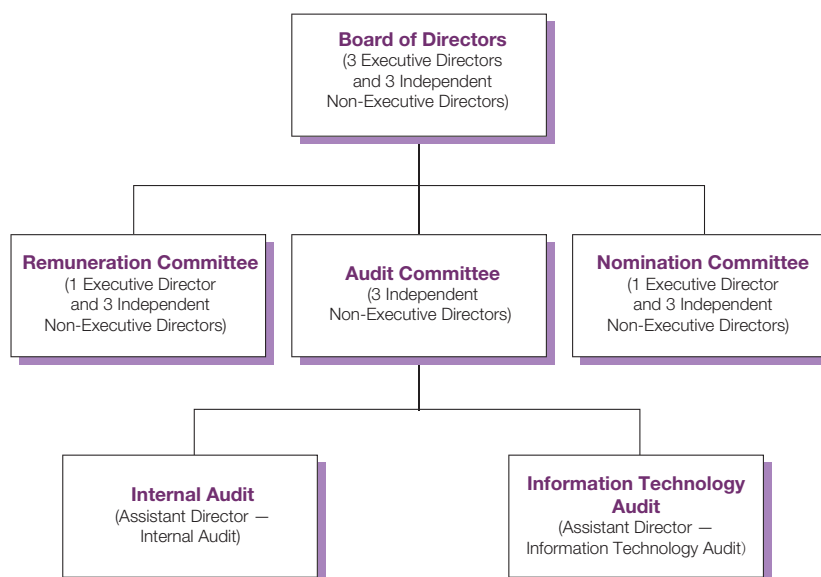 Board of Directors
(3 Executive Directors
and 3 Independent
Non-Executive Directors)
Remuneration Committee
(1 Executive Director
and 3 Independent
Non-Executive Directors)
Audit Committee
(3 Independent
Non-Executive Directors)
Nomination Committee
(1 Executive Director
and 3 Independent
Non-Executive Directors)
Internal Audit
(Assistant Director —
Internal Audit)
Information Technology
Audit
(Assistant Director —
Information Technology Audit)